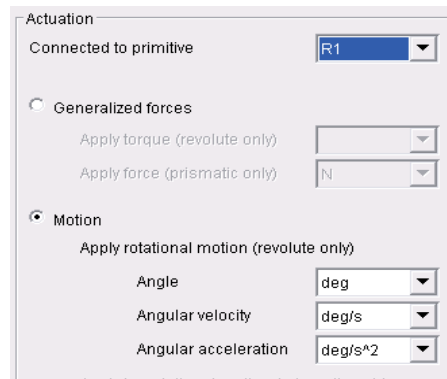 Actuation
Connected to primitive R1
Generalized forces
Apply torque (revolute only)
Apply force (prismatic only) N
Motion
Apply rotational motion (revolute only)
Angle deg
Angular velocity deg/s
Angular acceleration deg/s^2